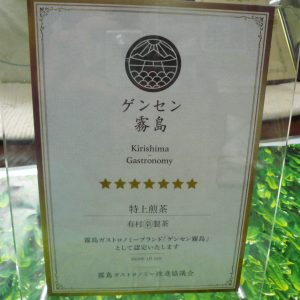 ゲンセン
霧島
Kirishima
Gastronomy
特上煎茶
有村製茶
霧島ガストロノミーブランド「ゲンセン霧島」
として認定いたします
霧島ガストロノミー推進協議会